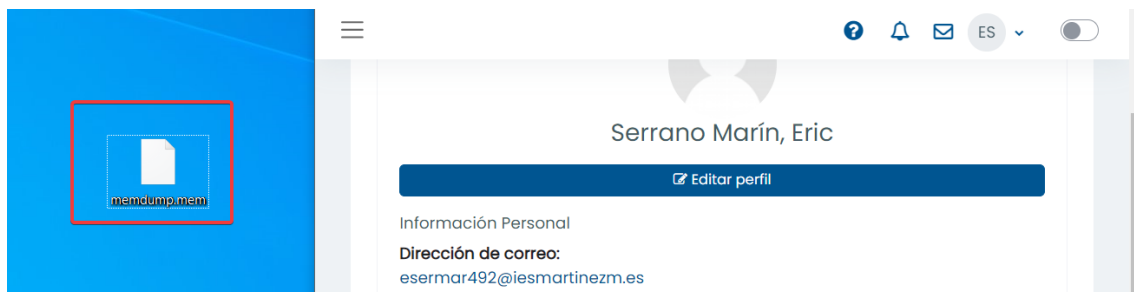 memdump.mem
ES
Serrano Marín, Eric
Editar perfil
Información Personal
Dirección de correo:
esermar492@iesmartinezm.es